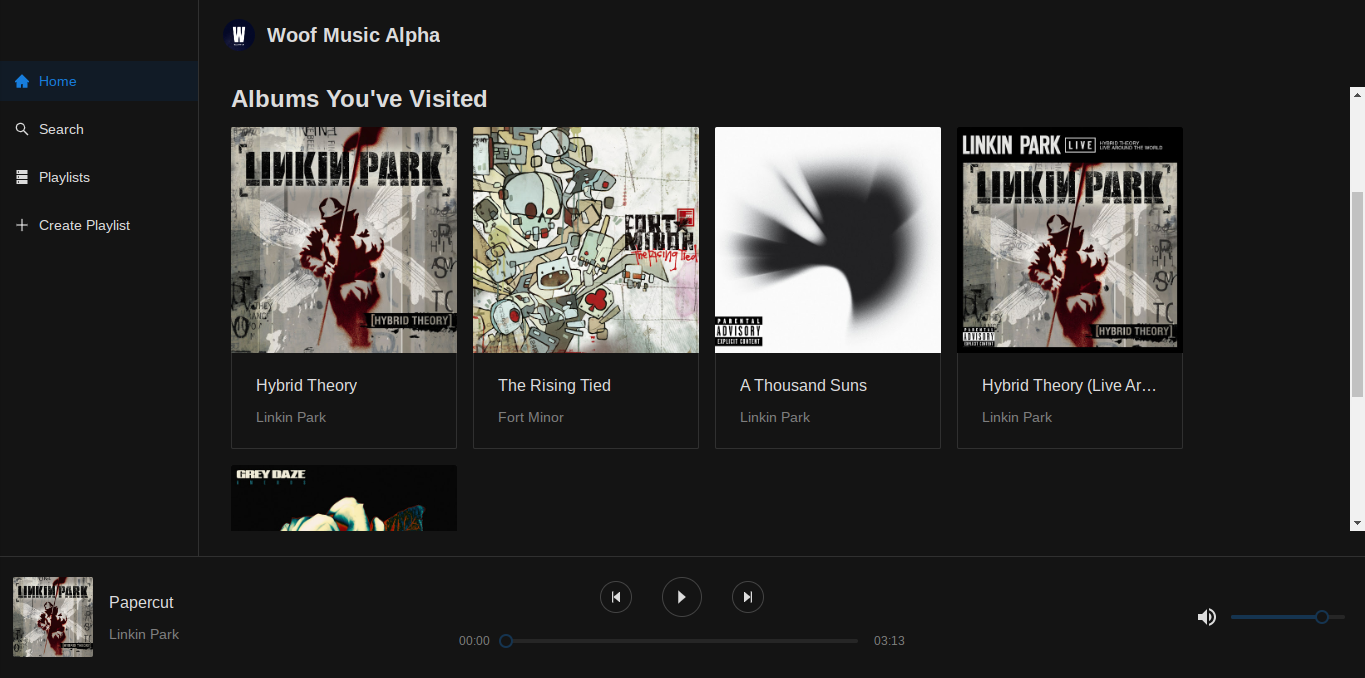 W
Woof Music Alpha
Home
Search
Playlists
Create Playlist
Albums You've Visited
LINKIN PARK
[HYBRID THEORY]
FORT
MINOR
The Rising Tied
PARENTAL
ADVISORY
EXPLICIT CONTENT
LINKIN PARK LIVE HYBRID THEORY
LIVE AROUND THE WORLD
LINKIN PARK
PARENTAL
ADVISORY
EXPLICIT CONTENT
[HYBRID THEORY]
Hybrid Theory
Linkin Park
The Rising Tied
Fort Minor
A Thousand Suns
Linkin Park
Hybrid Theory (Live Ar…
Linkin Park
GREY DAZE
LINKIN PARK
Papercut
Linkin Park
00:00
03:13